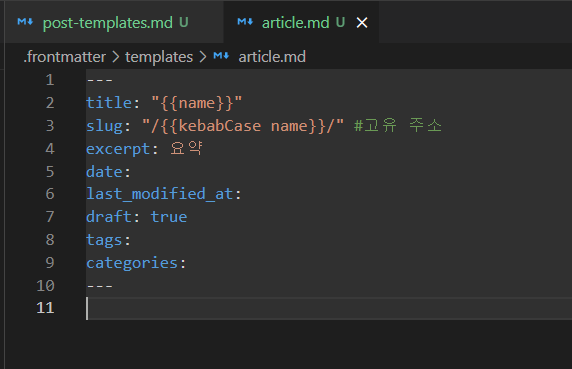 post-templates.md U article.md U
.frontmatter > templates > article.md
1 ---
2 title: "{{name}}"
3 slug: "/{{kebabCase name}}/" #고유 주소
4 excerpt: 요약
5 date:
6 last_modified_at:
7 draft: true
8 tags:
9 categories:
10 ---
11